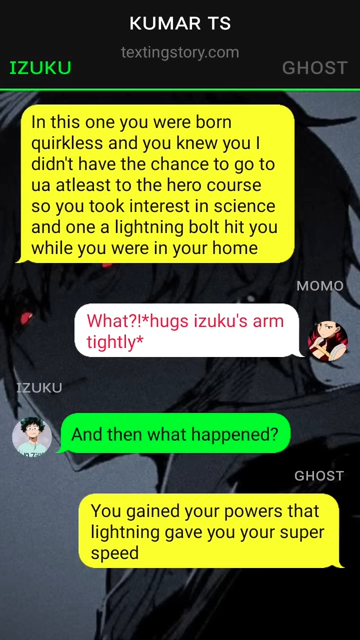 KUMAR TS
textingstory.com
IZUKU
GHOST
In this one you were born
quirkless and you knew you I
didn't have the chance to go to
ua atleast to the hero course
so you took interest in science
and one a lightning bolt hit you
while you were in your home
MOMO
What?!*hugs izuku's arm
tightly*
IZUKU
And then what happened?
GHOST
You gained your powers that
lightning gave you your super
speed